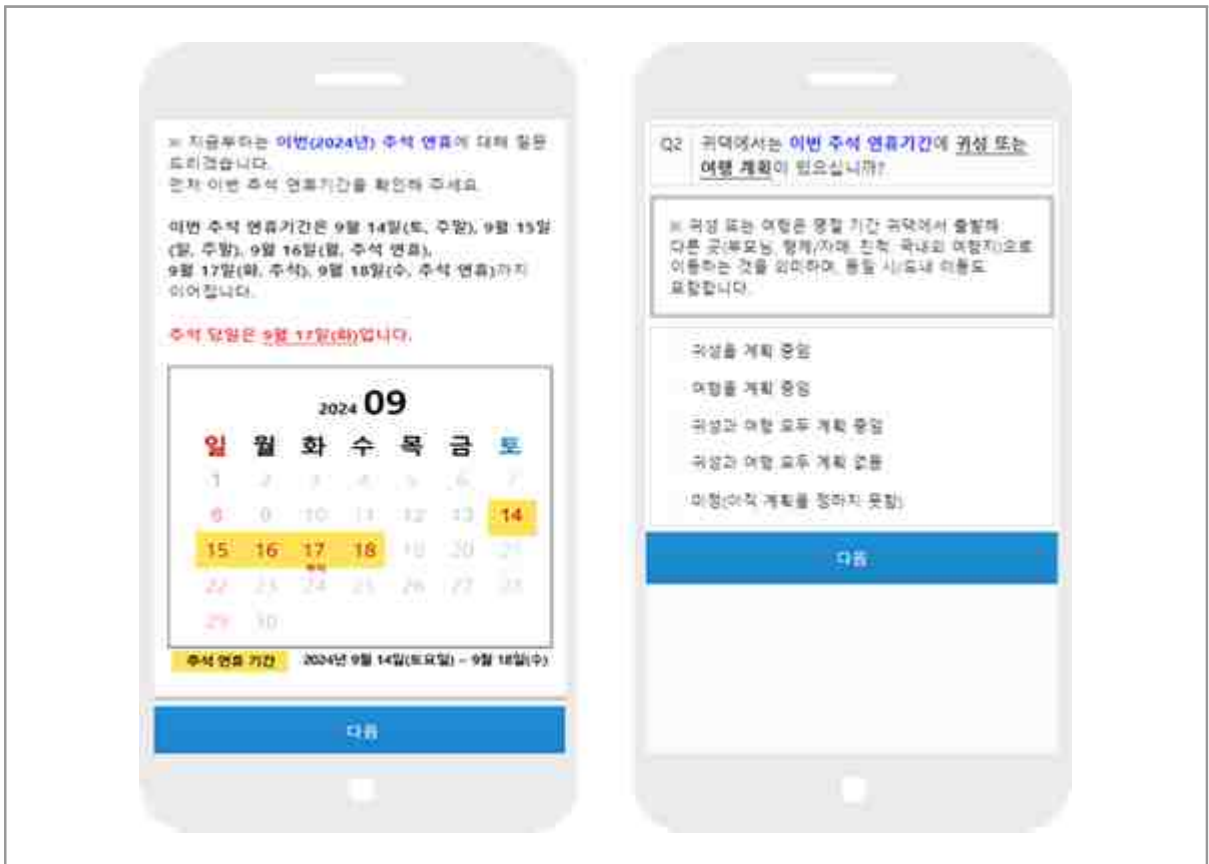 ※ 지금부터는 이번(2024년) 추석 연휴에 대해 질문
드리겠습니다.
먼저 이번 추석 연휴기간을 확인해 주세요.
이번 추석 연휴기간은 9월 14일(토, 주말), 9월 15일
(일, 주말), 9월 16일(월, 추석 연휴),
9월 17일(화, 추석), 9월 18일(수, 추석 연휴)까지
이어집니다.
추석 당일은 9월 17일(화)입니다.
2024 09
일 월 화 수 목 금 토
1 2 3 4 5 6 7
8 9 10 11 12 13 14
15 16 17 18 19 20 21
추석
22 23 24 25 26 27 28
29 30
추석 연휴 기간 2024년 9월 14일(토요일) ~ 9월 18일(수)
다음
Q2 귀댁에서는 이번 추석 연휴기간에 귀성 또는
여행 계획이 있으십니까?
※ 귀성 또는 여행은 명절 기간 귀댁에서 출발해
다른 곳(부모님, 형제/자매, 친척, 국내외 여행지)으로
이동하는 것을 의미하며, 동일 시/도내 이동도
포함합니다.
귀성을 계획 중임
여행을 계획 중임
귀성과 여행 모두 계획 중임
귀성과 여행 모두 계획 없음
미정(아직 계획을 정하지 못함)
다음